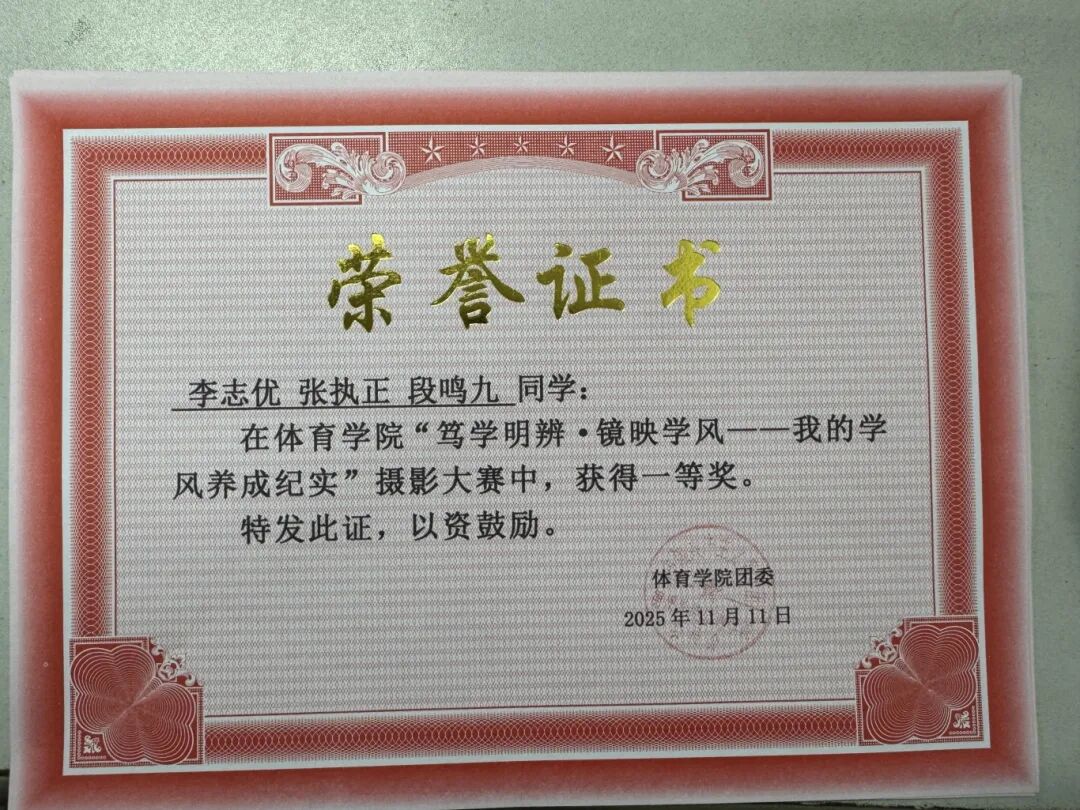 荣誉证书
李志优 张执正 段鸣九 同学：
在体育学院“笃学明辨·镜映学风——我的学
风养成纪实”摄影大赛中，获得一等奖。
特发此证，以资鼓励。
体育学院团委
2025年11月11日